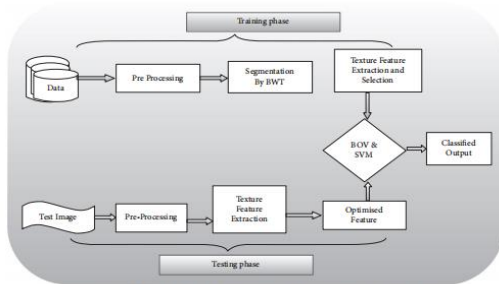 Training phase
Data
Pre Processing
Segmentation
By BWT
Texture Feature
Extraction and
Selection
BOV &
SVM
Classified
Output
Test Image
Pre-Processing
Texture
Feature
Extraction
Optimised
Feature
Testing phase